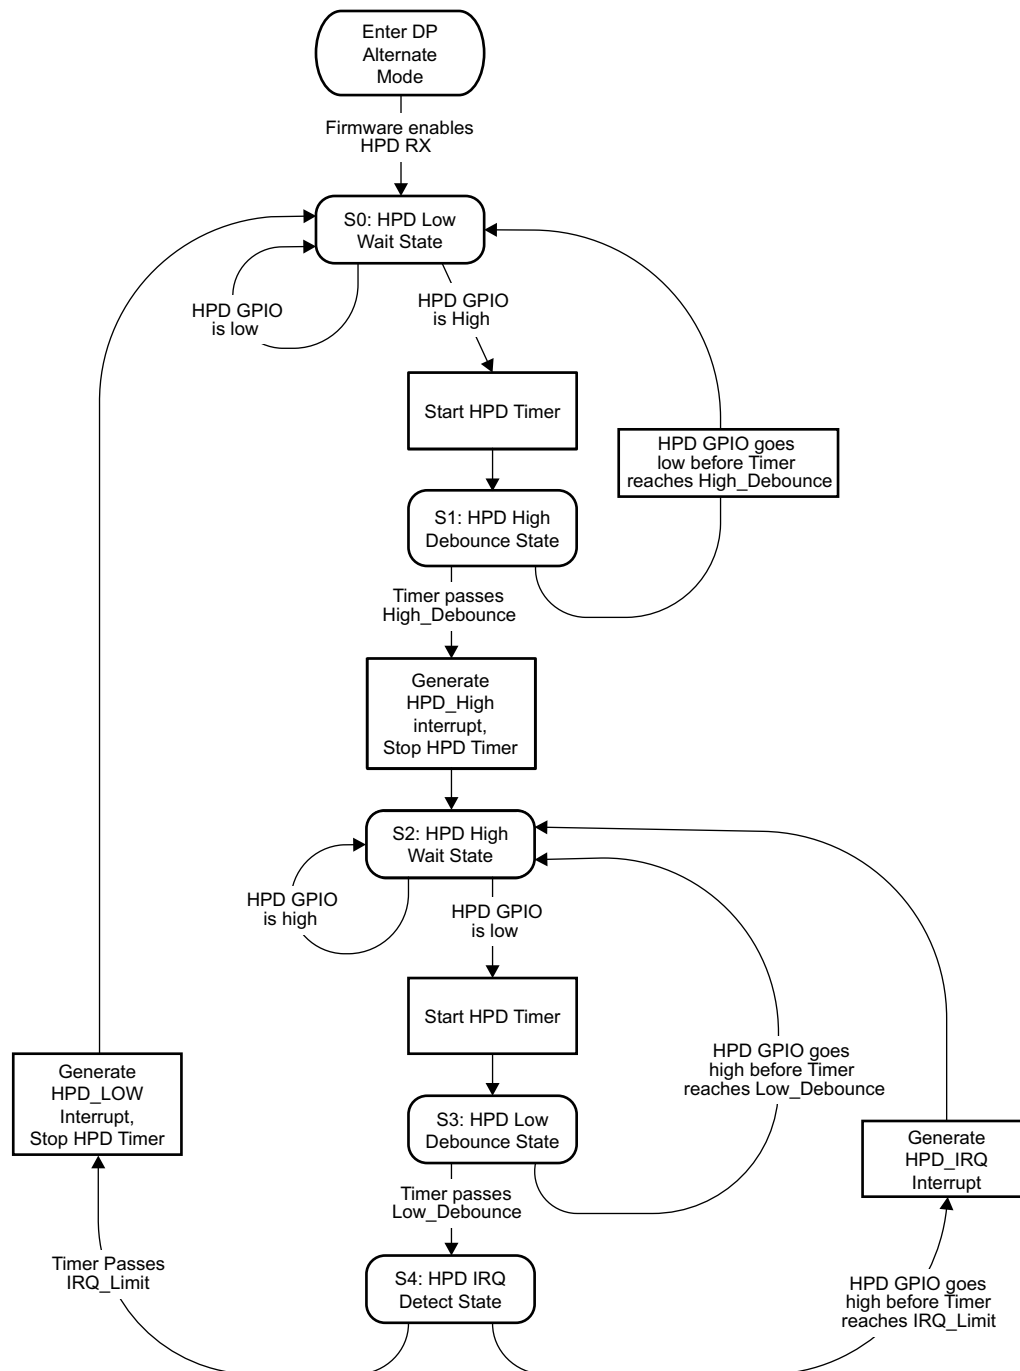 Enter DP
Alternate
Mode
Firmware enables
HPD RX
S0: HPD Low
Wait State
HPD GPIO
is low
HPD GPIO
is High
Start HPD Timer
HPD GPIO goes
low before Timer
reaches High_Debounce
S1: HPD High
Debounce State
Timer passes
High_Debounce
Generate
HPD_High
interrupt,
Stop HPD Timer
S2: HPD High
Wait State
HPD GPIO
is high
HPD GPIO
is low
Start HPD Timer
HPD GPIO goes
high before Timer
reaches Low_Debounce
Generate
HPD_LOW
Interrupt,
Stop HPD Timer
S3: HPD Low
Debounce State
Generate
HPD_IRQ
Interrupt
Timer passes
Low_Debounce
Timer Passes
IRQ_Limit
S4: HPD IRQ
Detect State
HPD GPIO goes
high before Timer
reaches IRQ_Limit